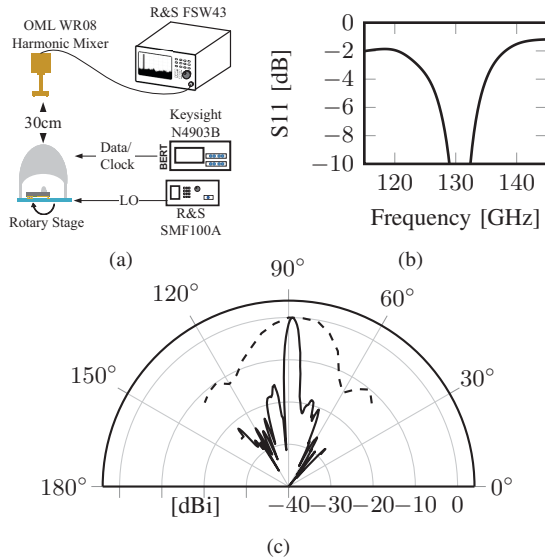 OML WR08
Harmonic Mixer
R&S FSW43
30cm
Data/
Clock
BERT
Keysight
N4903B
LO
Rotary Stage
R&S
SMF100A
(a)
S11 [dB]
−2
−4
−6
−8
−10
0
120
130
140
Frequency [GHz]
(b)
90°
120°
60°
150°
30°
180°
0°
[dBi]
−40
−30
−20
−10
0
(c)